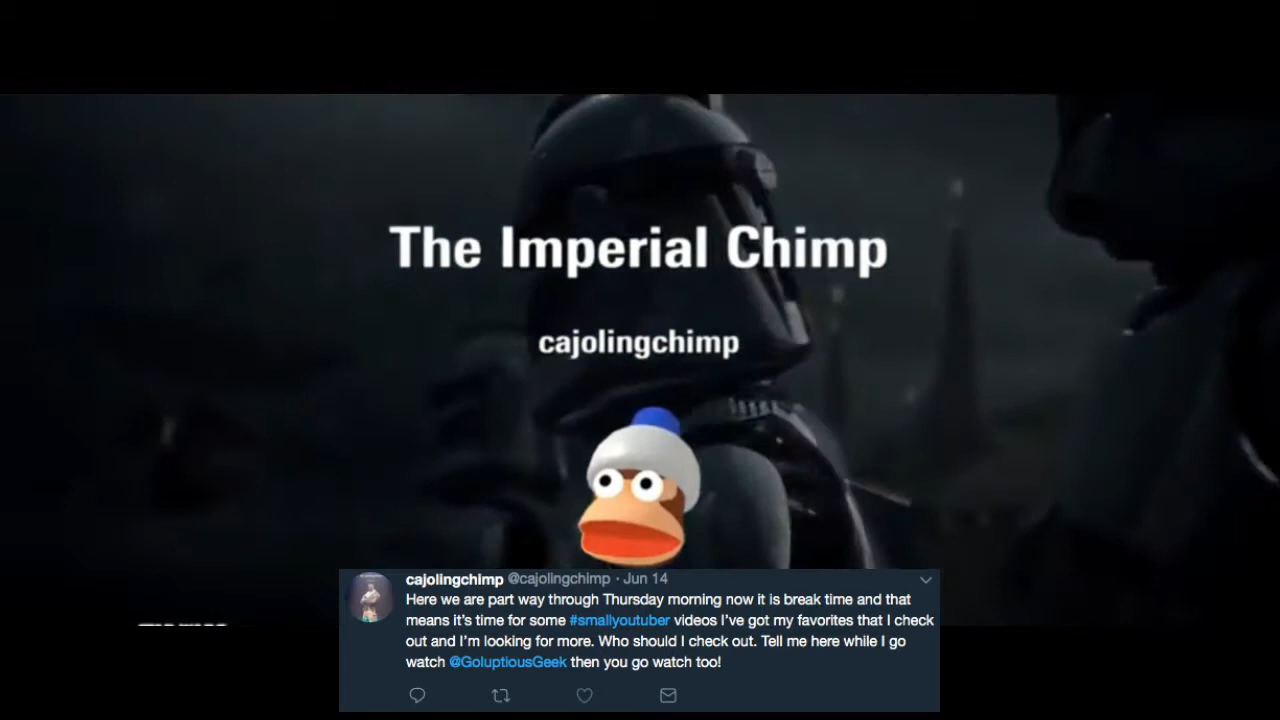 The Imperial Chimp
cajolingchimp
cajolingchimp @cajolingchimp · Jun 14
Here we are part way through Thursday morning now it is break time and that
means it's time for some #smallyoutuber videos I've got my favorites that I check
out and I'm looking for more. Who should I check out. Tell me here while I go
watch @GoluptiousGeek then you go watch too!